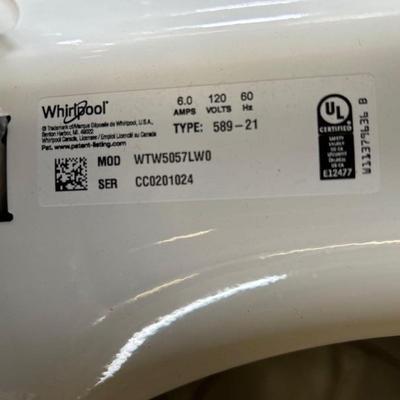 Whirlpool
® Trademark/Marque Déposée de Whirlpool, U.S.A.,
Benton Harbor, MI. 49022
Whirlpool Canada, Licensee / Emploi Licencié au Canada
Pat. www.patent-listing.com
6.0 120 60
AMPS VOLTS Hz
TYPE: 589-21
MOD WTW5057LW0
SER CC0201024
UL
LISTED
E12477
W11379636 B